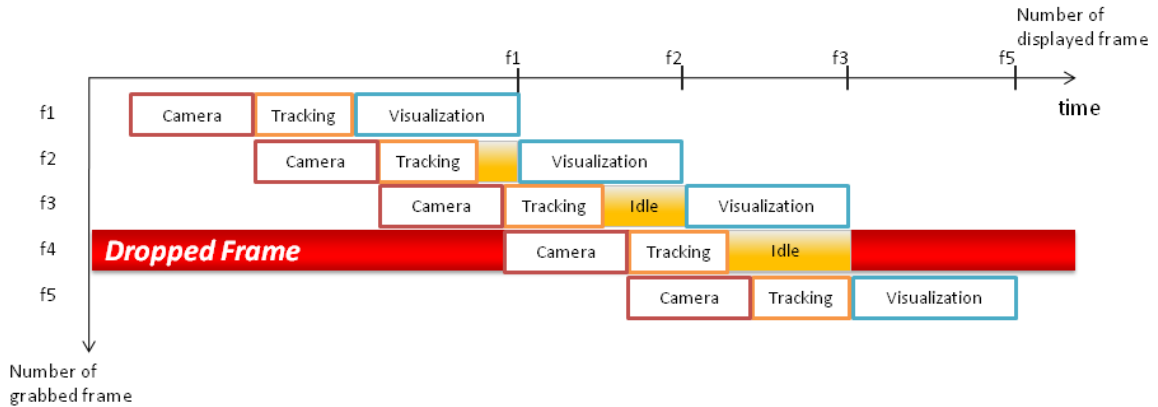 Number of
displayed frame
f1
f2
f3
f5
time
f1
Camera
Tracking
Visualization
f2
Camera
Tracking
Visualization
f3
Camera
Tracking
Idle
Visualization
f4
Dropped Frame
Camera
Tracking
Idle
f5
Camera
Tracking
Visualization
Number of
grabbed frame